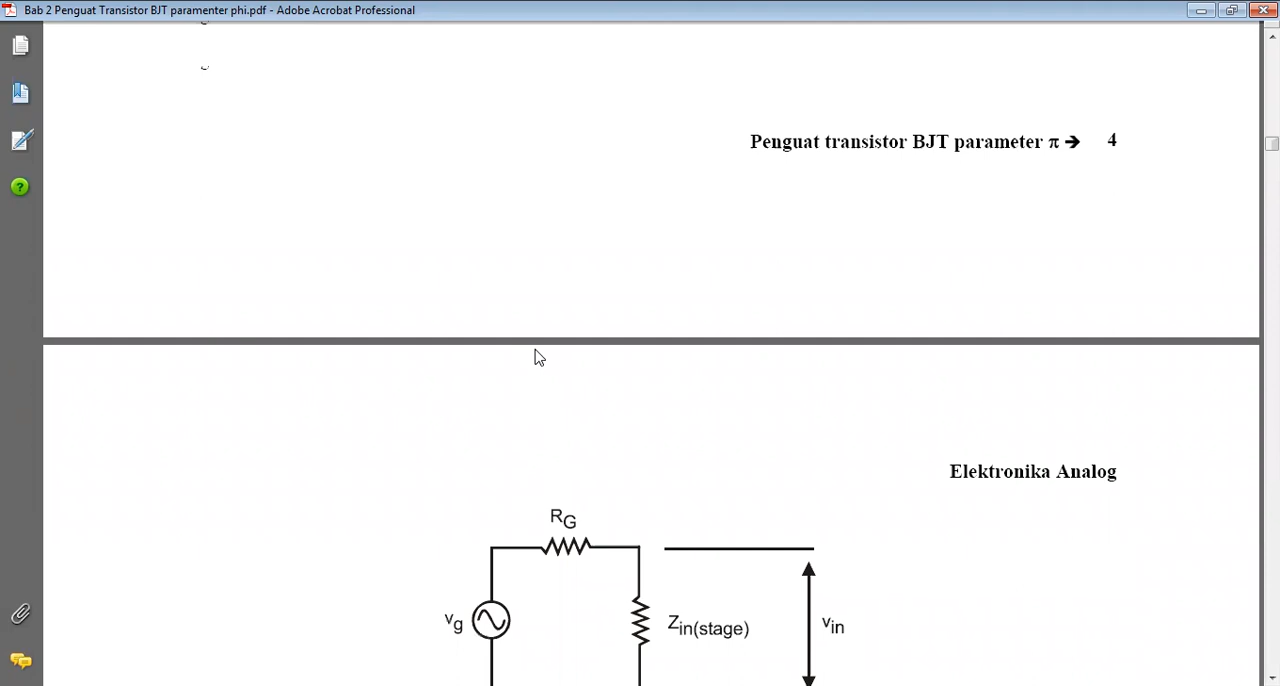 Bab 2 Penguat Transistor BJT paramenter phi.pdf - Adobe Acrobat Professional
Penguat transistor BJT parameter π ➔ 4
Elektronika Analog
RG
vg
Zin(stage)
vin